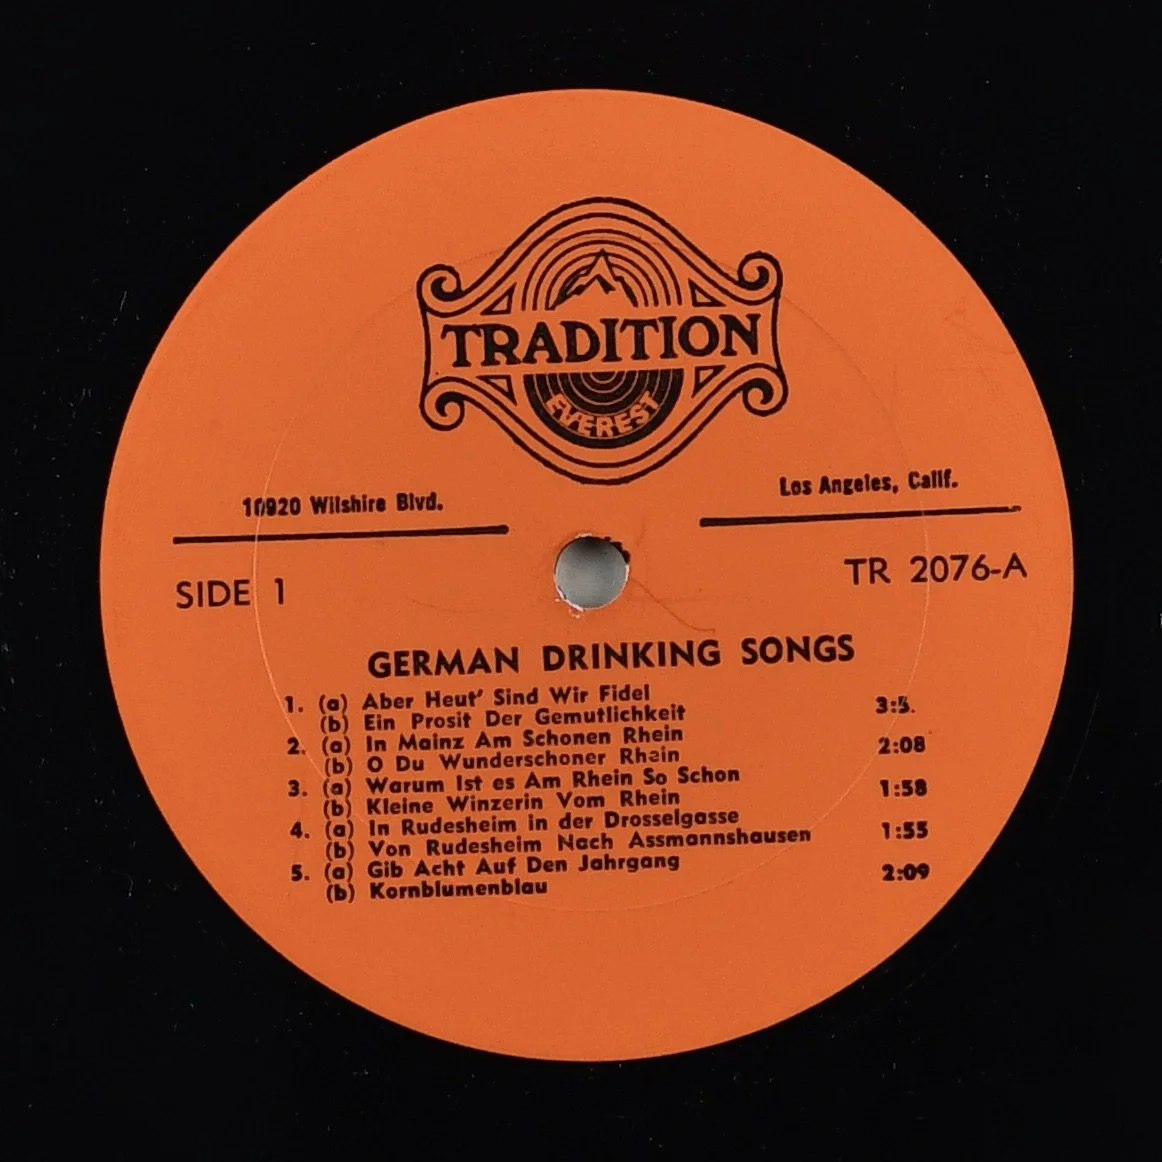 TRADITION
EVEREST
10920 Wilshire Blvd.
Los Angeles, Calif.
SIDE 1
TR 2076-A
GERMAN DRINKING SONGS
1. (a) Aber Heut' Sind Wir Fidel
(b) Ein Prosit Der Gemutlichkeit 3:5.
2. (a) In Mainz Am Schonen Rhein
(b) O Du Wunderschoner Rhein 2:08
3. (a) Warum Ist es Am Rhein So Schon
(b) Kleine Winzerin Vom Rhein 1:58
4. (a) In Rudesheim in der Drosselgasse
(b) Von Rudesheim Nach Assmannshausen 1:55
5. (a) Gib Acht Auf Den Jahrgang
(b) Kornblumenblau 2:09